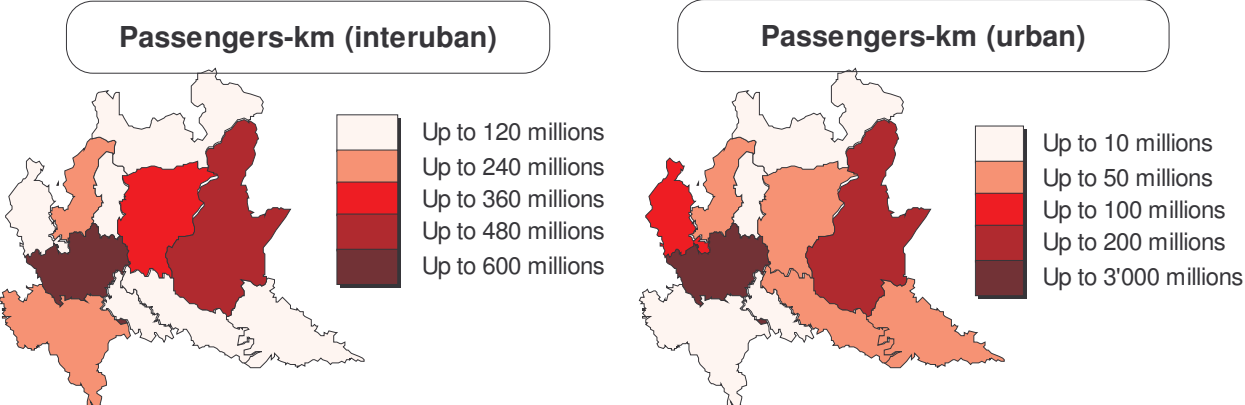 Passengers-km (interuban)
Up to 120 millions
Up to 240 millions
Up to 360 millions
Up to 480 millions
Up to 600 millions
Passengers-km (urban)
Up to 10 millions
Up to 50 millions
Up to 100 millions
Up to 200 millions
Up to 3'000 millions